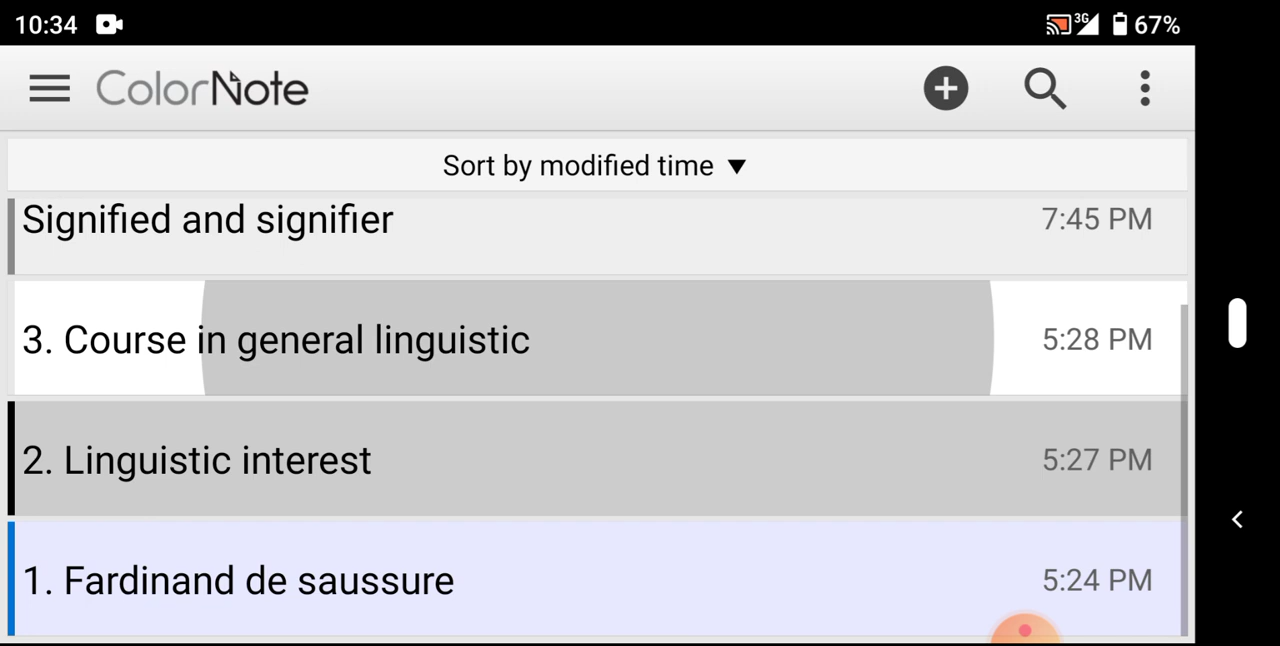 10:34 3G 67%
ColorNote
Sort by modified time ▼
Signified and signifier 7:45 PM
3. Course in general linguistic 5:28 PM
2. Linguistic interest 5:27 PM
1. Fardinand de saussure 5:24 PM